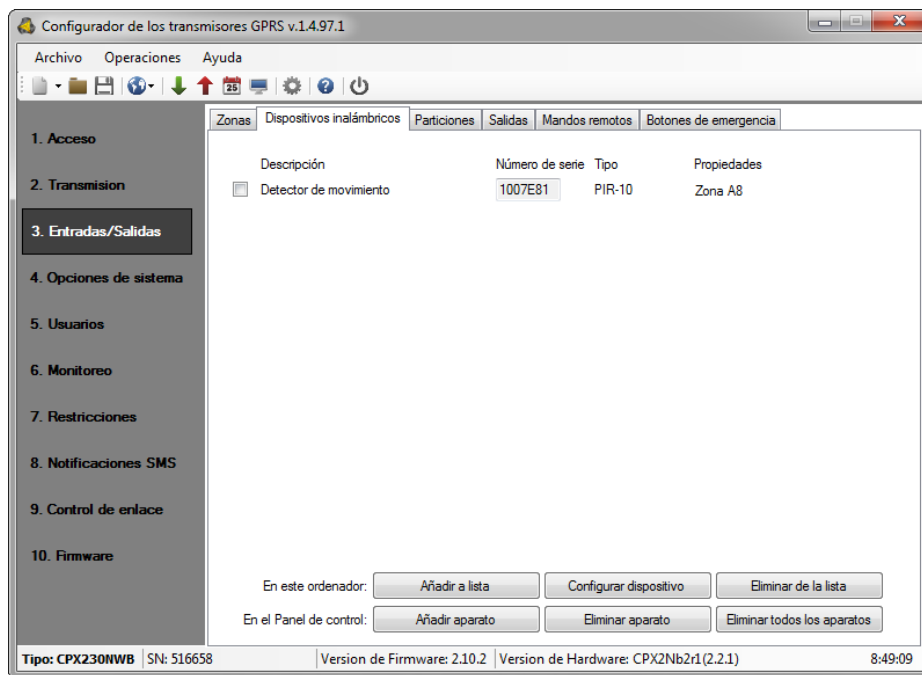 Configurador de los transmisores GPRS v.1.4.97.1
Archivo Operaciones Ayuda
25
Zonas Dispositivos inalámbricos Particiones Salidas Mandos remotos Botones de emergencia
1. Acceso
2. Transmision
3. Entradas/Salidas
4. Opciones de sistema
5. Usuarios
6. Monitoreo
7. Restricciones
8. Notificaciones SMS
9. Control de enlace
10. Firmware
Descripción Número de serie Tipo Propiedades
Detector de movimiento 1007E81 PIR-10 Zona A8
En este ordenador: Añadir a lista Configurar dispositivo Eliminar de la lista
En el Panel de control: Añadir aparato Eliminar aparato Eliminar todos los aparatos
Tipo: CPX230NWB SN: 516658 Version de Firmware: 2.10.2 Version de Hardware: CPX2Nb2r1(2.2.1) 8:49:09